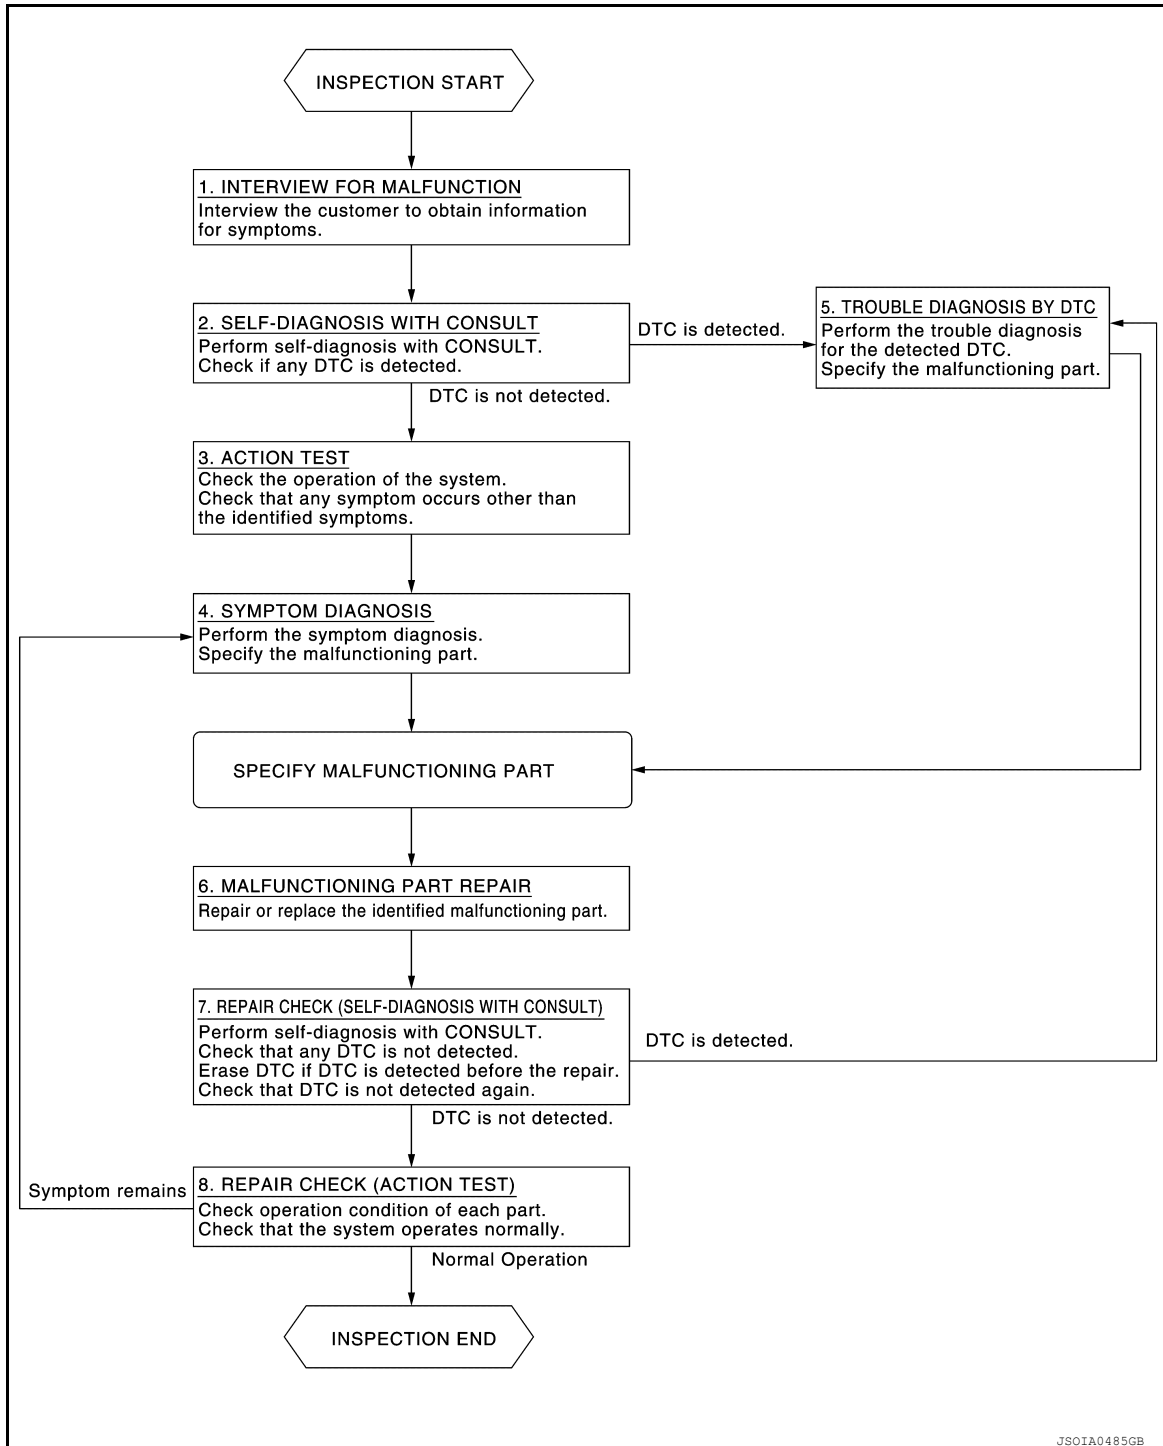 INSPECTION START
1. INTERVIEW FOR MALFUNCTION
Interview the customer to obtain information
for symptoms.
2. SELF-DIAGNOSIS WITH CONSULT
Perform self-diagnosis with CONSULT.
Check if any DTC is detected.
DTC is detected.
5. TROUBLE DIAGNOSIS BY DTC
Perform the trouble diagnosis
for the detected DTC.
Specify the malfunctioning part.
DTC is not detected.
3. ACTION TEST
Check the operation of the system.
Check that any symptom occurs other than
the identified symptoms.
4. SYMPTOM DIAGNOSIS
Perform the symptom diagnosis.
Specify the malfunctioning part.
SPECIFY MALFUNCTIONING PART
6. MALFUNCTIONING PART REPAIR
Repair or replace the identified malfunctioning part.
7. REPAIR CHECK (SELF-DIAGNOSIS WITH CONSULT)
Perform self-diagnosis with CONSULT.
Check that any DTC is not detected.
Erase DTC if DTC is detected before the repair.
Check that DTC is not detected again.
DTC is detected.
DTC is not detected.
Symptom remains
8. REPAIR CHECK (ACTION TEST)
Check operation condition of each part.
Check that the system operates normally.
Normal Operation
INSPECTION END
JSOIA0485GB